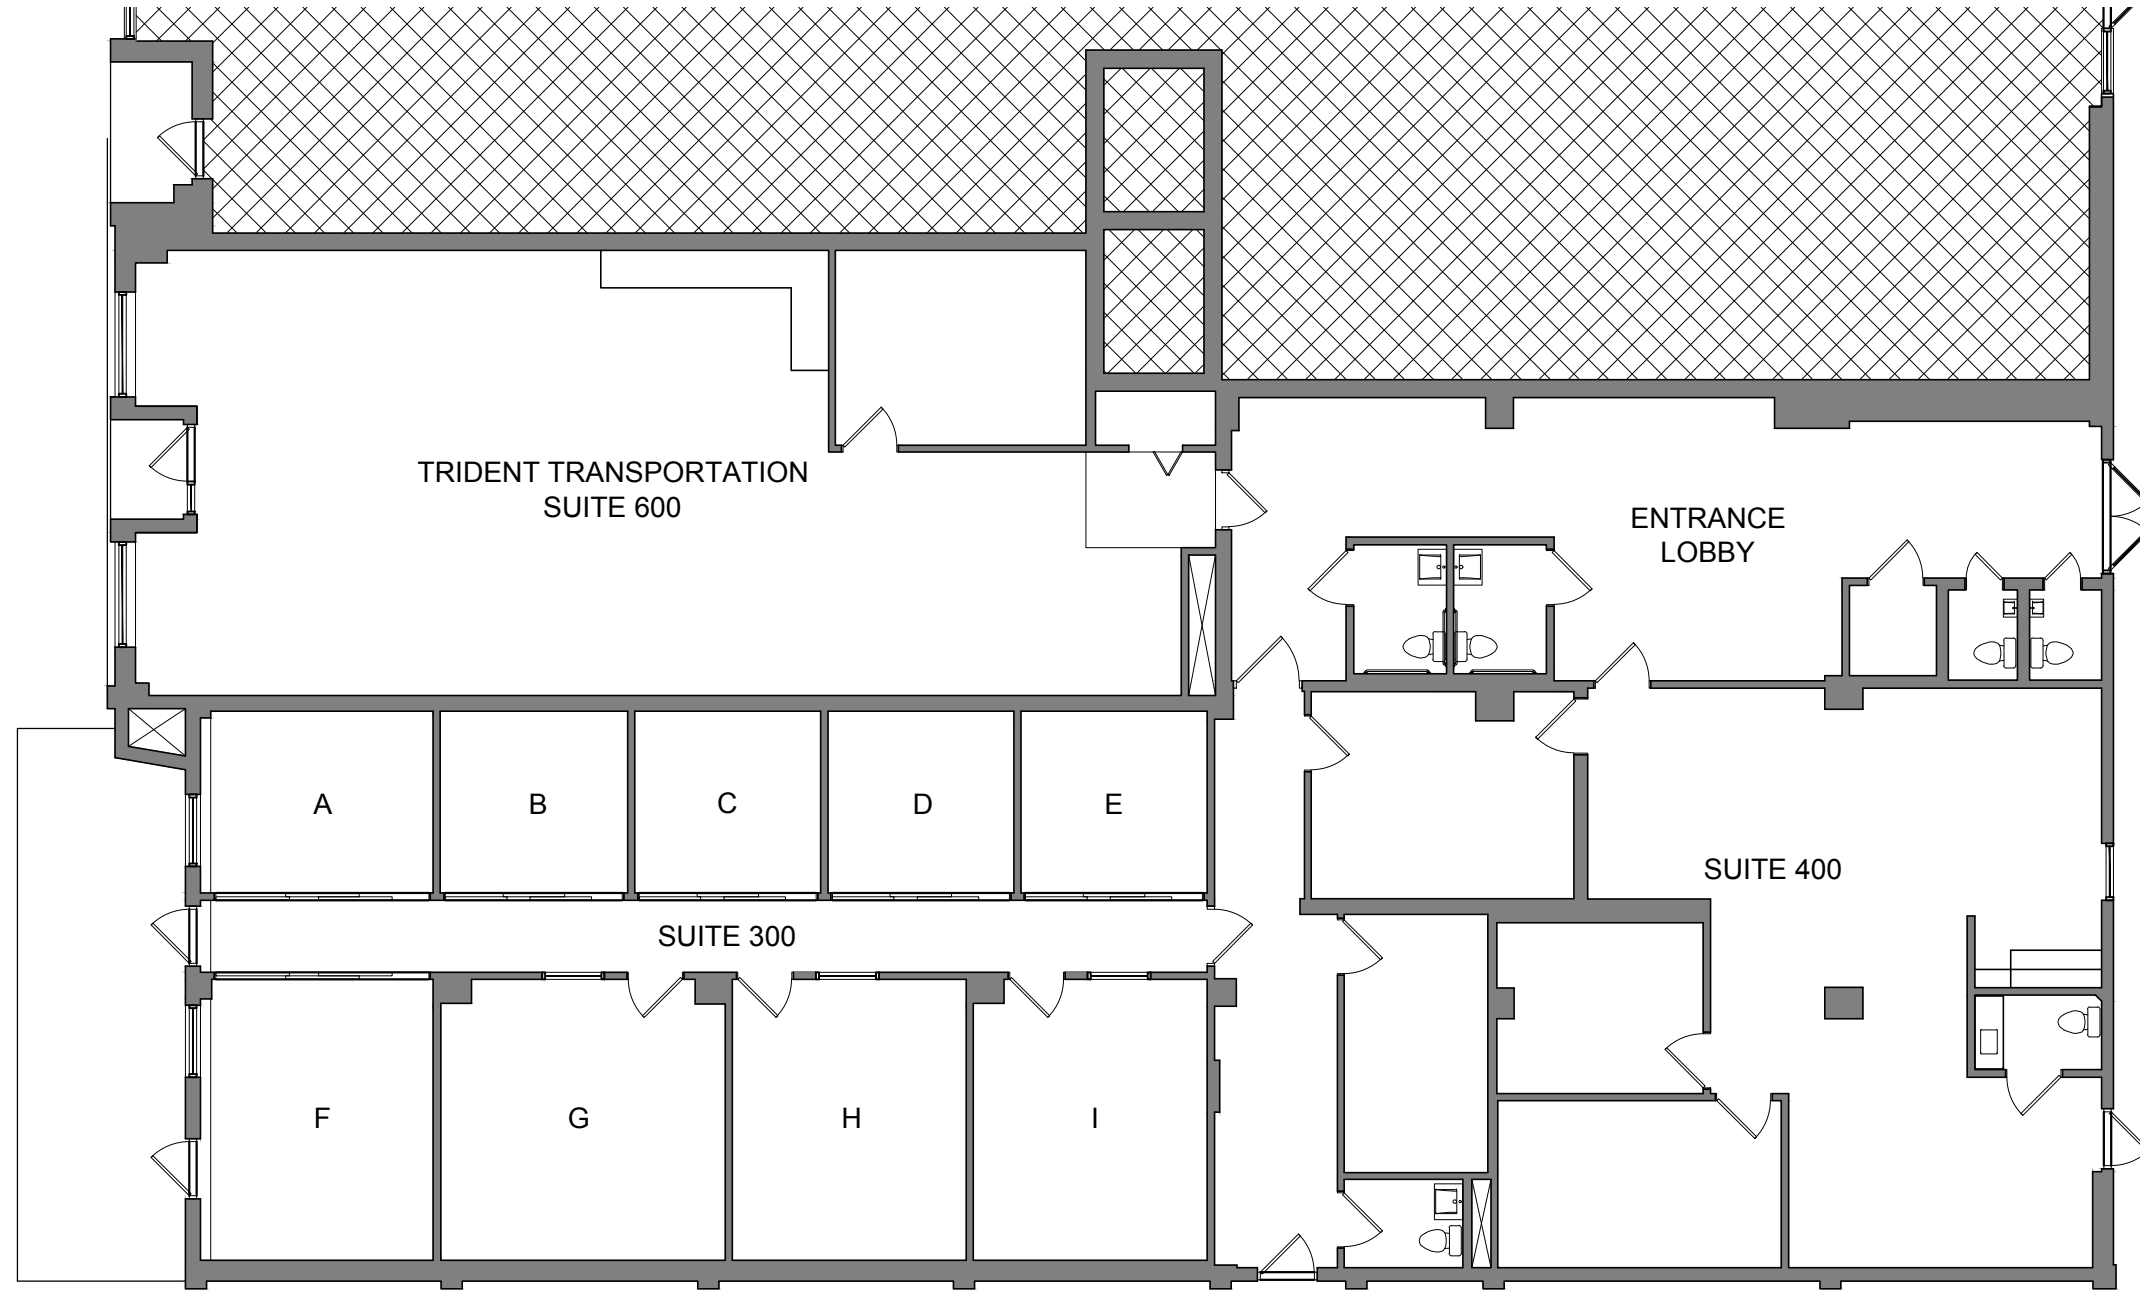 TRIDENT TRANSPORTATION
SUITE 600
ENTRANCE
LOBBY
A
B
C
D
E
SUITE 400
SUITE 300
F
G
H
I